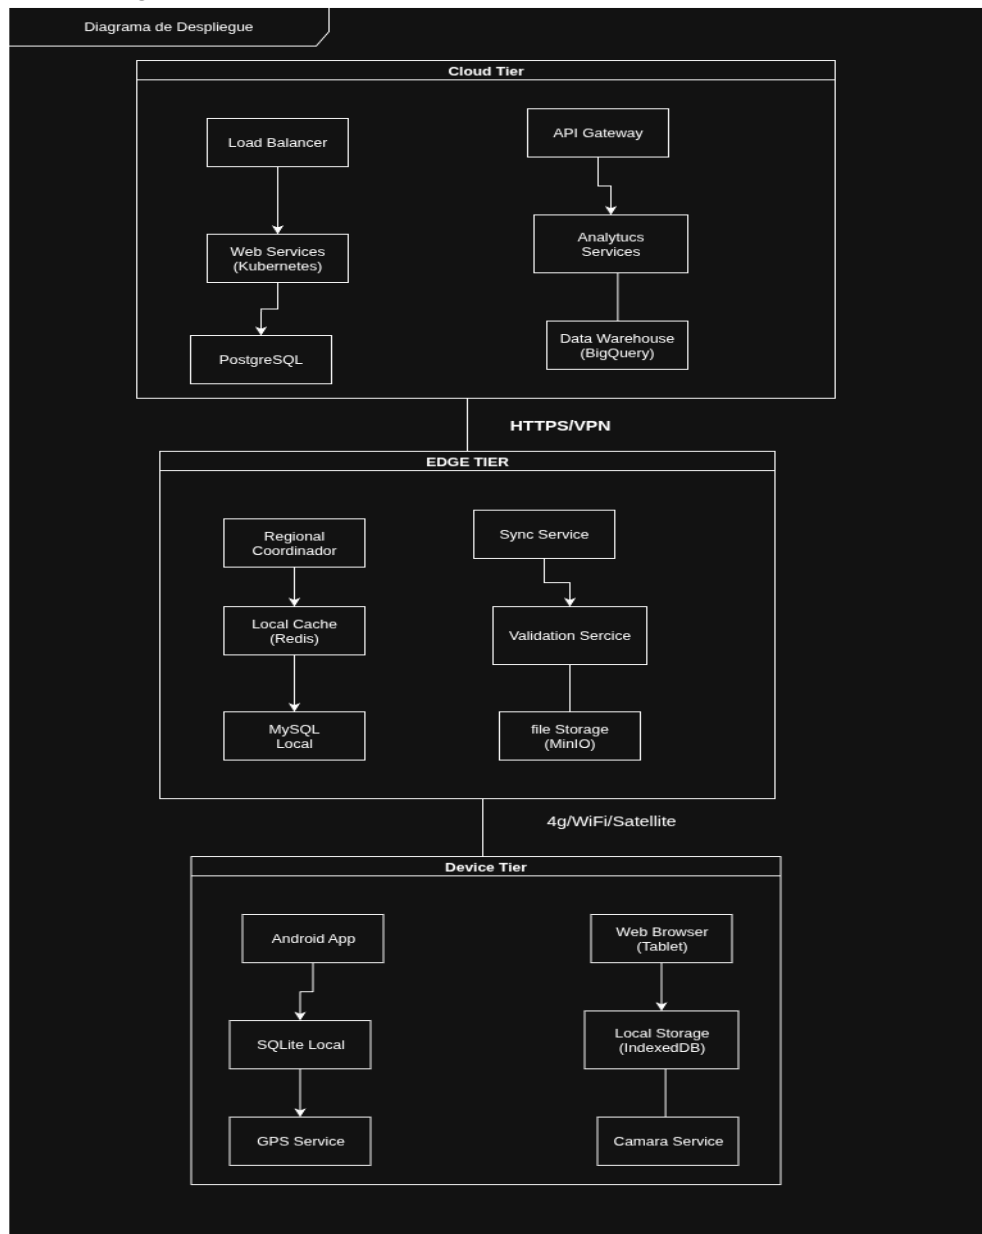 Diagrama de Despliegue
Cloud Tier
Load Balancer
API Gateway
Web Services
(Kubernetes)
Analytucs
Services
PostgreSQL
Data Warehouse
(BigQuery)
HTTPS/VPN
EDGE TIER
Regional
Coordinador
Sync Service
Local Cache
(Redis)
Validation Sercice
MySQL
Local
file Storage
(MinIO)
4g/WiFi/Satellite
Device Tier
Android App
Web Browser
(Tablet)
SQLite Local
Local Storage
(IndexedDB)
GPS Service
Camara Service